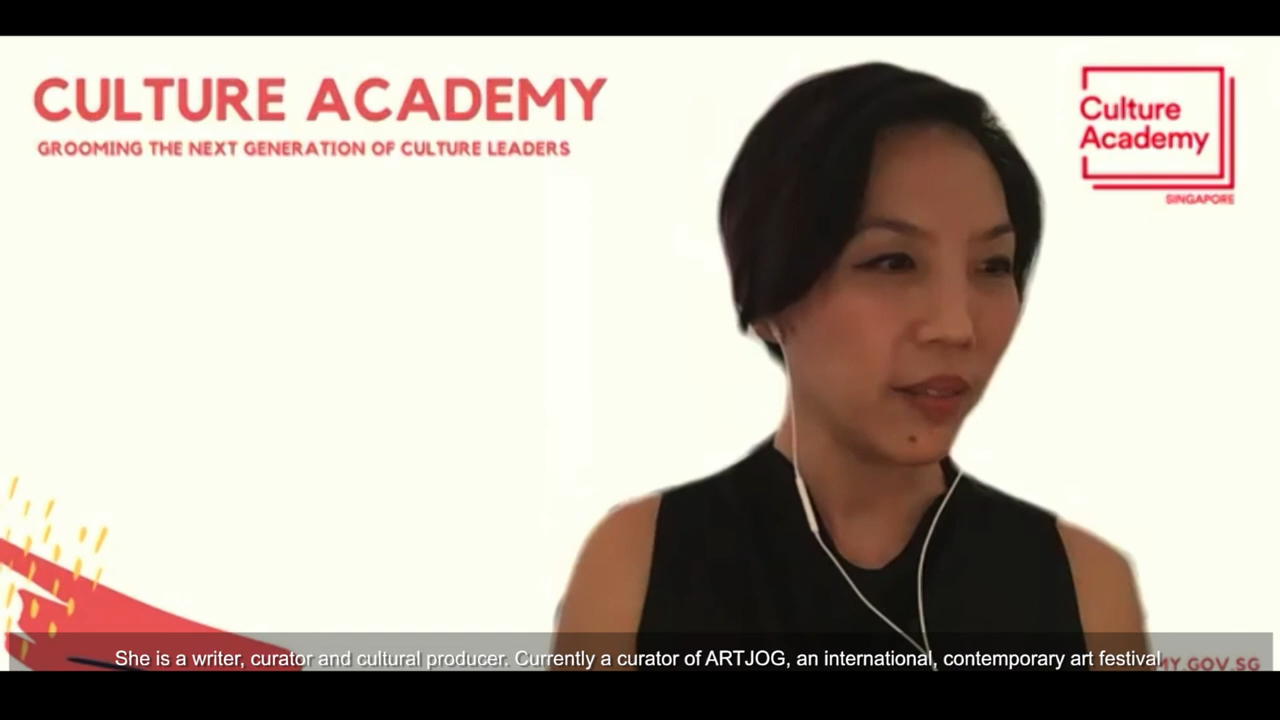 CULTURE ACADEMY
GROOMING THE NEXT GENERATION OF CULTURE LEADERS
Culture
Academy
SINGAPORE
She is a writer, curator and cultural producer. Currently a curator of ARTJOG, an international, contemporary art festival
MY.GOV.SG